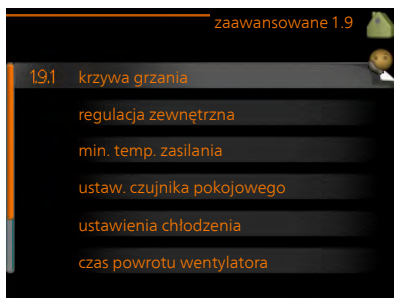 zaawansowane 1.9
1.9.1 krzywa grzania
regulacja zewnętrzna
min. temp. zasilania
ustaw. czujnika pokojowego
ustawienia chłodzenia
czas powrotu wentylatora